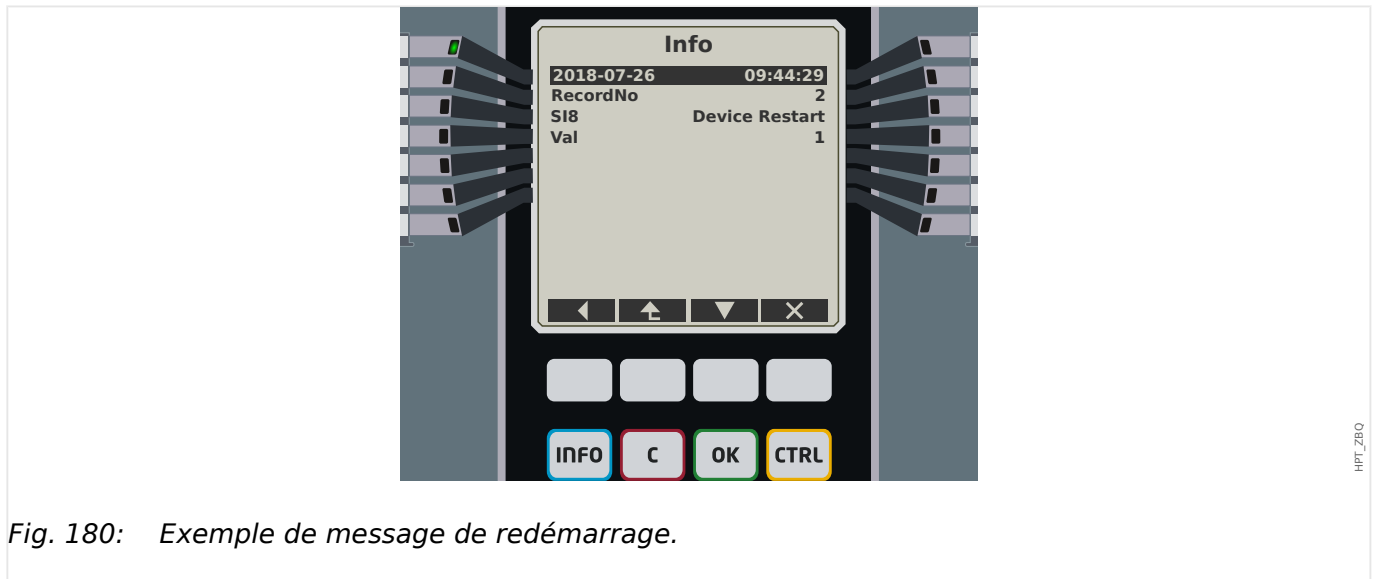 Info
2018-07-26 09:44:29
RecordNo 2
SI8 Device Restart
Val 1
INFO C OK CTRL
HPT_ZBQ
Fig. 180: Exemple de message de redémarrage.